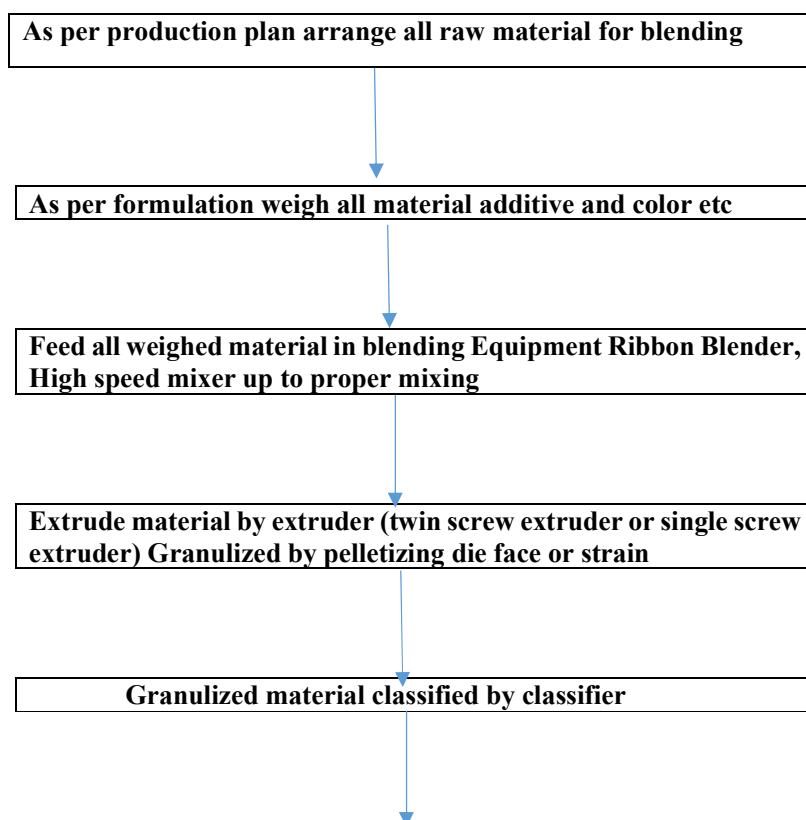 As per production plan arrange all raw material for blending
As per formulation weigh all material additive and color etc
Feed all weighed material in blending Equipment Ribbon Blender,
High speed mixer up to proper mixing
Extrude material by extruder (twin screw extruder or single screw
extruder) Granulized by pelletizing die face or strain
Granulized material classified by classifier